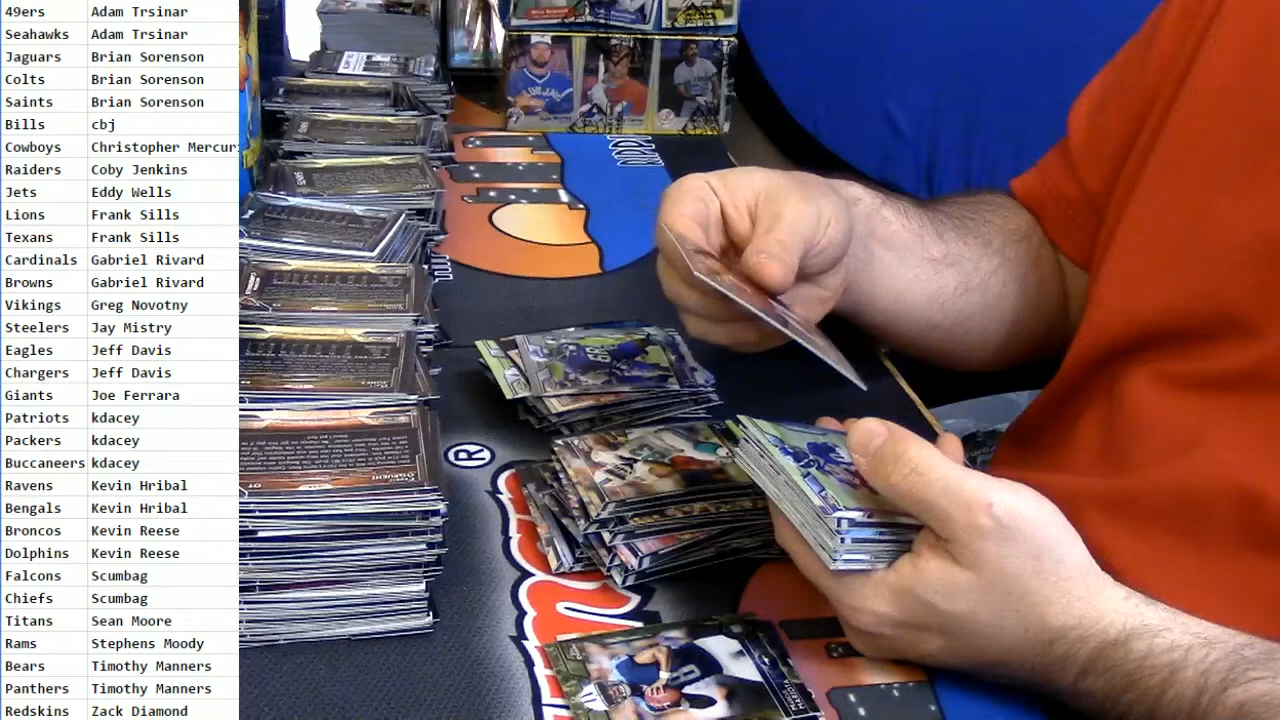 49ers Adam Trsinar
Seahawks Adam Trsinar
Jaguars Brian Sorenson
Colts Brian Sorenson
Saints Brian Sorenson
Bills cbj
Cowboys Christopher Mercur
Raiders Coby Jenkins
Jets Eddy Wells
Lions Frank Sills
Texans Frank Sills
Cardinals Gabriel Rivard
Browns Gabriel Rivard
Vikings Greg Novotny
Steelers Jay Mistry
Eagles Jeff Davis
Chargers Jeff Davis
Giants Joe Ferrara
Patriots kdacey
Packers kdacey
Buccaneers kdacey
Ravens Kevin Hribal
Bengals Kevin Hribal
Broncos Kevin Reese
Dolphins Kevin Reese
Falcons Scumbag
Chiefs Scumbag
Titans Sean Moore
Rams Stephens Moody
Bears Timothy Manners
Panthers Timothy Manners
Redskins Zack Diamond
®